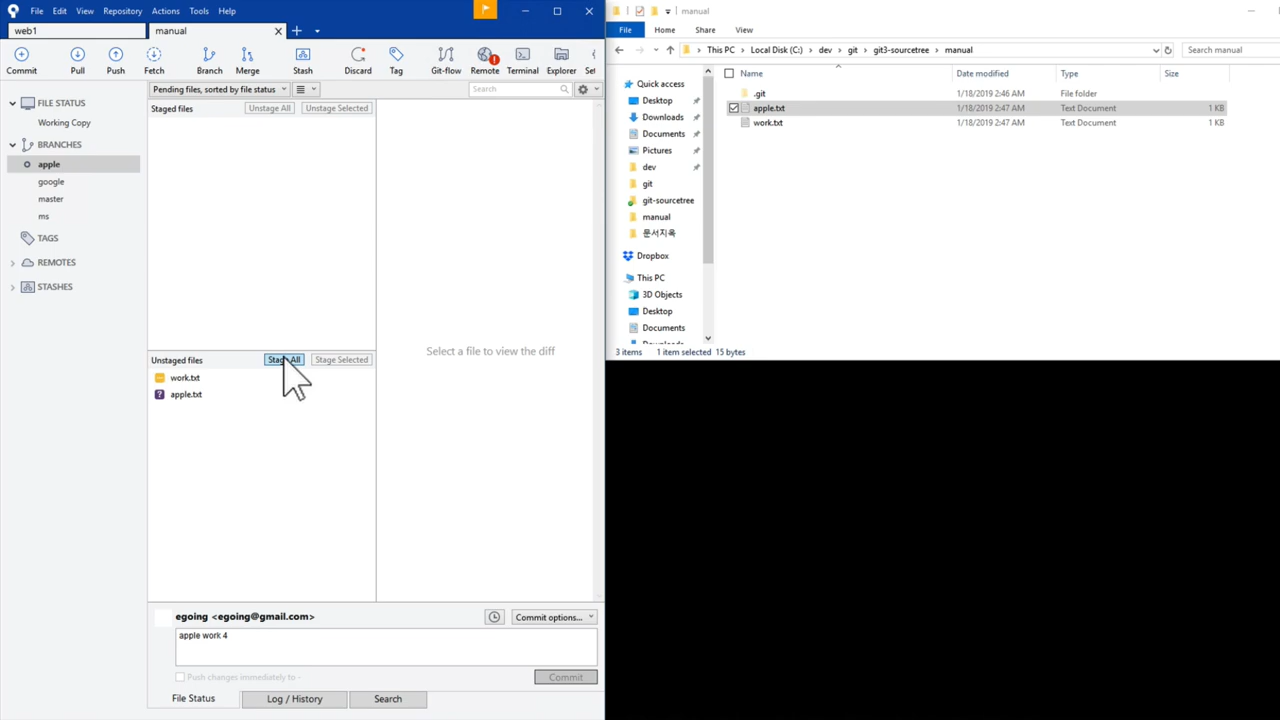 File Edit View Repository Actions Tools Help
web1
manual
Commit Pull Push Fetch Branch Merge Stash Discard Tag Git-flow Remote Terminal Explorer
Pending files, sorted by file status
Search
Staged files
Unstage All
Unstage Selected
FILE STATUS
Working Copy
BRANCHES
apple
google
master
ms
TAGS
REMOTES
STASHES
Select a file to view the diff
Unstaged files
Stage All
Stage Selected
work.txt
apple.txt
egoing <egoing@gmail.com>
Commit options...
apple work 4
Push changes immediately to -
Commit
File Status
Log / History
Search
manual
File Home Share View
This PC > Local Disk (C:) > dev > git > git3-sourcetree > manual
Search manual
Name Date modified Type Size
.git 1/18/2019 2:46 AM File folder
apple.txt 1/18/2019 2:47 AM Text Document 1 KB
work.txt 1/18/2019 2:47 AM Text Document 1 KB
Quick access
Desktop
Downloads
Documents
Pictures
dev
git
git-sourcetree
manual
문서지옥
Dropbox
This PC
3D Objects
Desktop
Documents
3 items 1 item selected 15 bytes